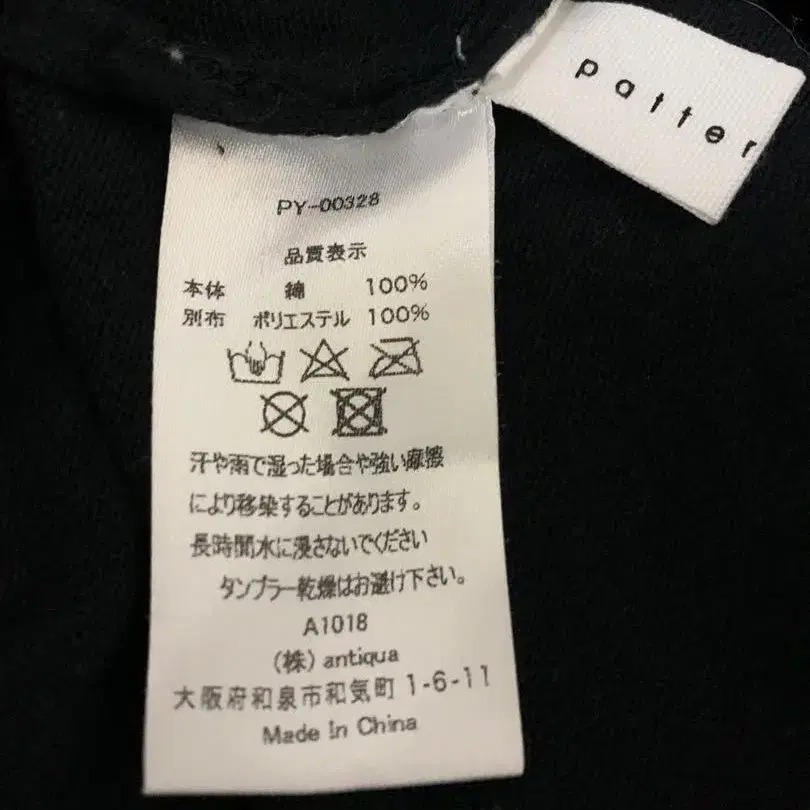 patter
PY-00328
品質表示
本体 綿 100%
別布 ポリエステル 100%
汗や雨で湿った場合や強い摩擦
により移染することがあります。
長時間水に浸さないでください
タンブラー乾燥はお避け下さい。
A1018
(株) antiqua
大阪府和泉市和気町 1-6-11
Made In China